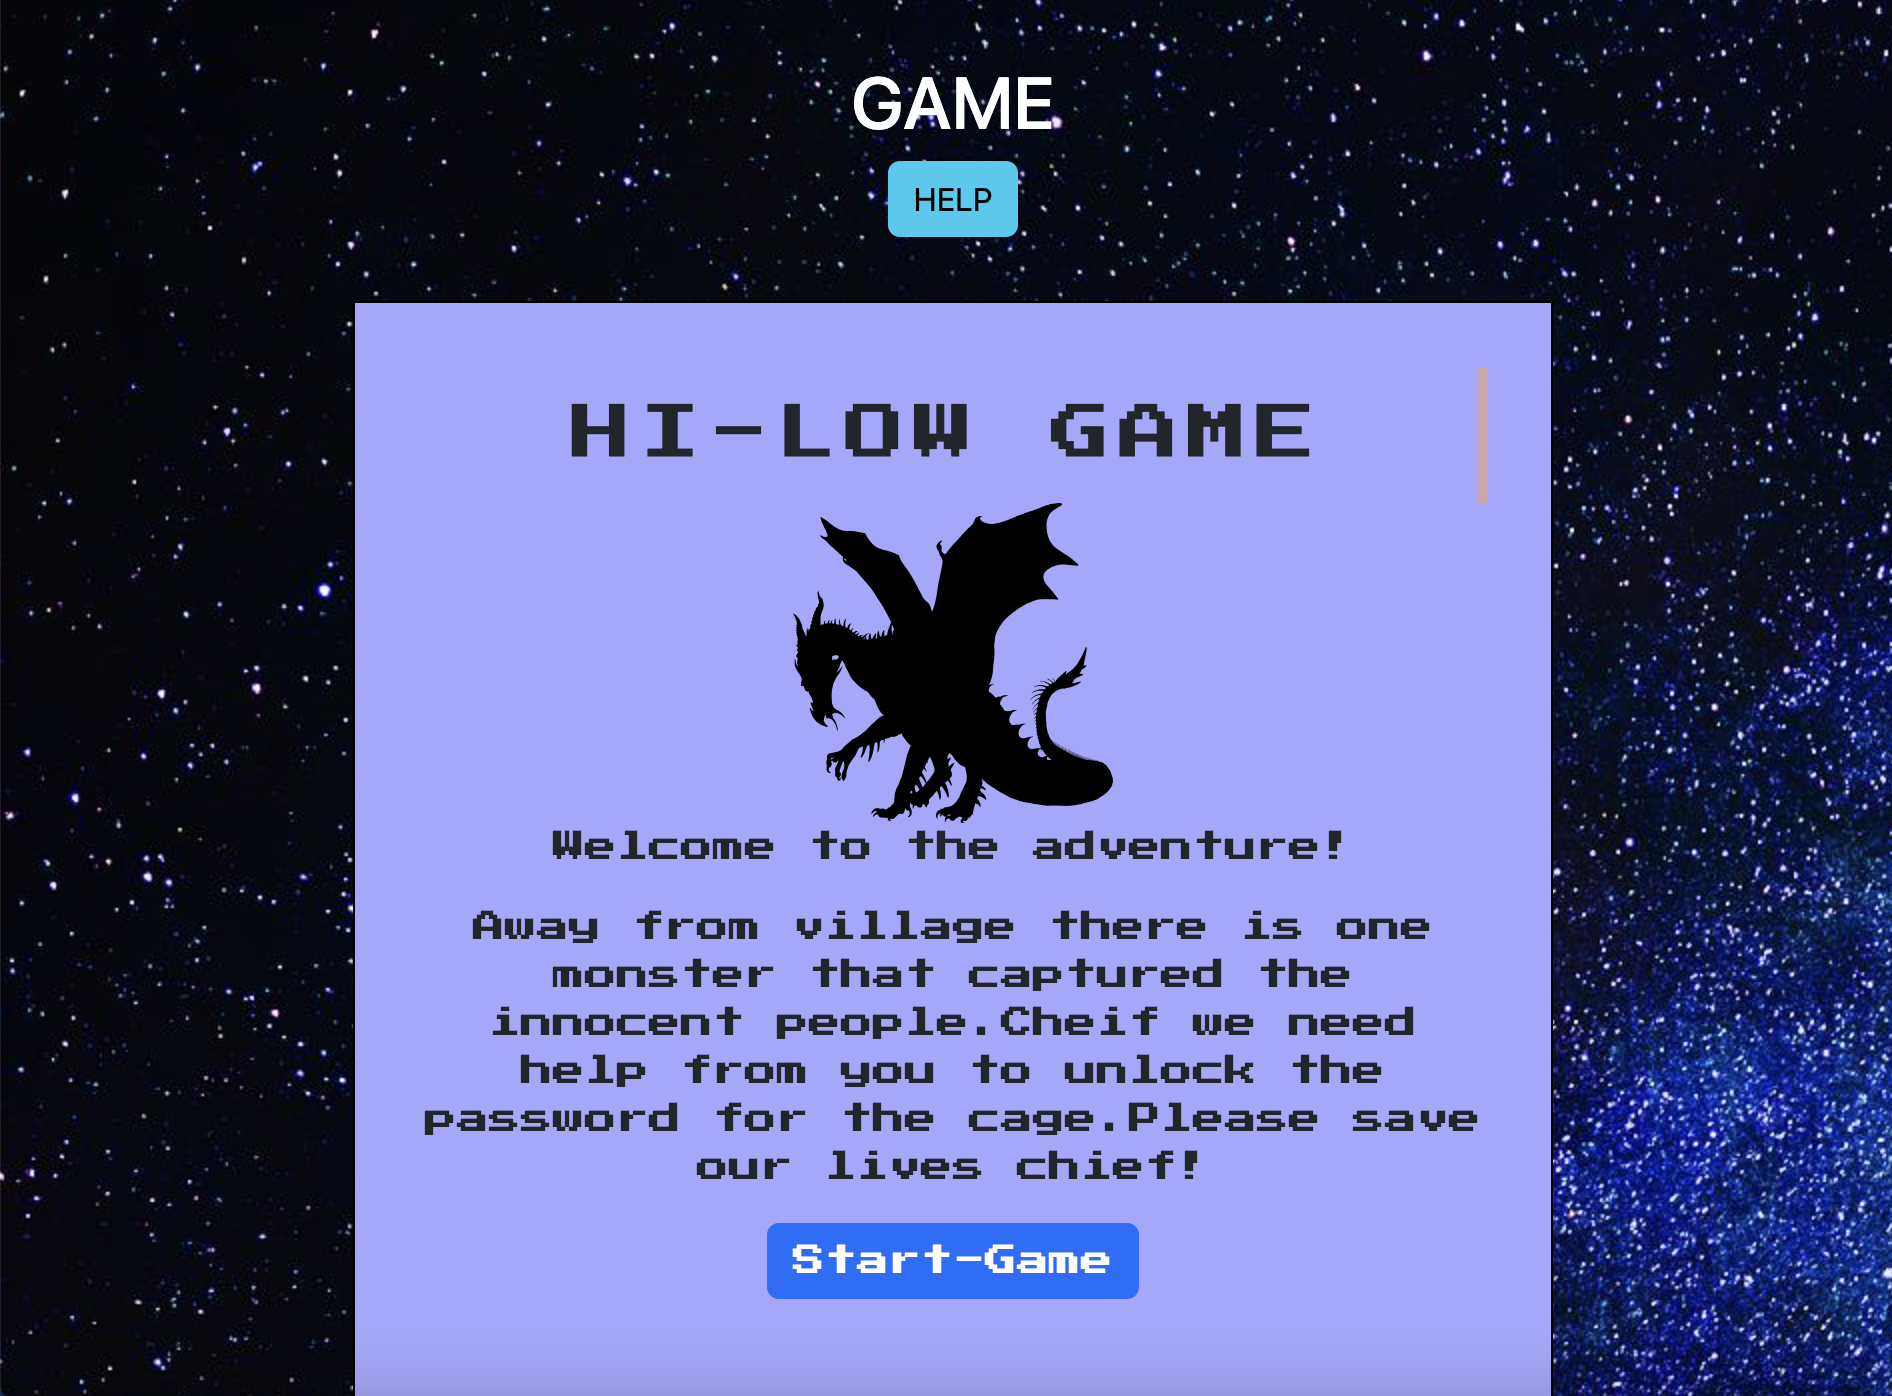 GAME
HELP
HI-LOW GAME
Welcome to the adventure!
Away from village there is one
monster that captured the
innocent people.Cheif we need
help from you to unlock the
password for the cage.Please save
our lives chief!
Start-Game